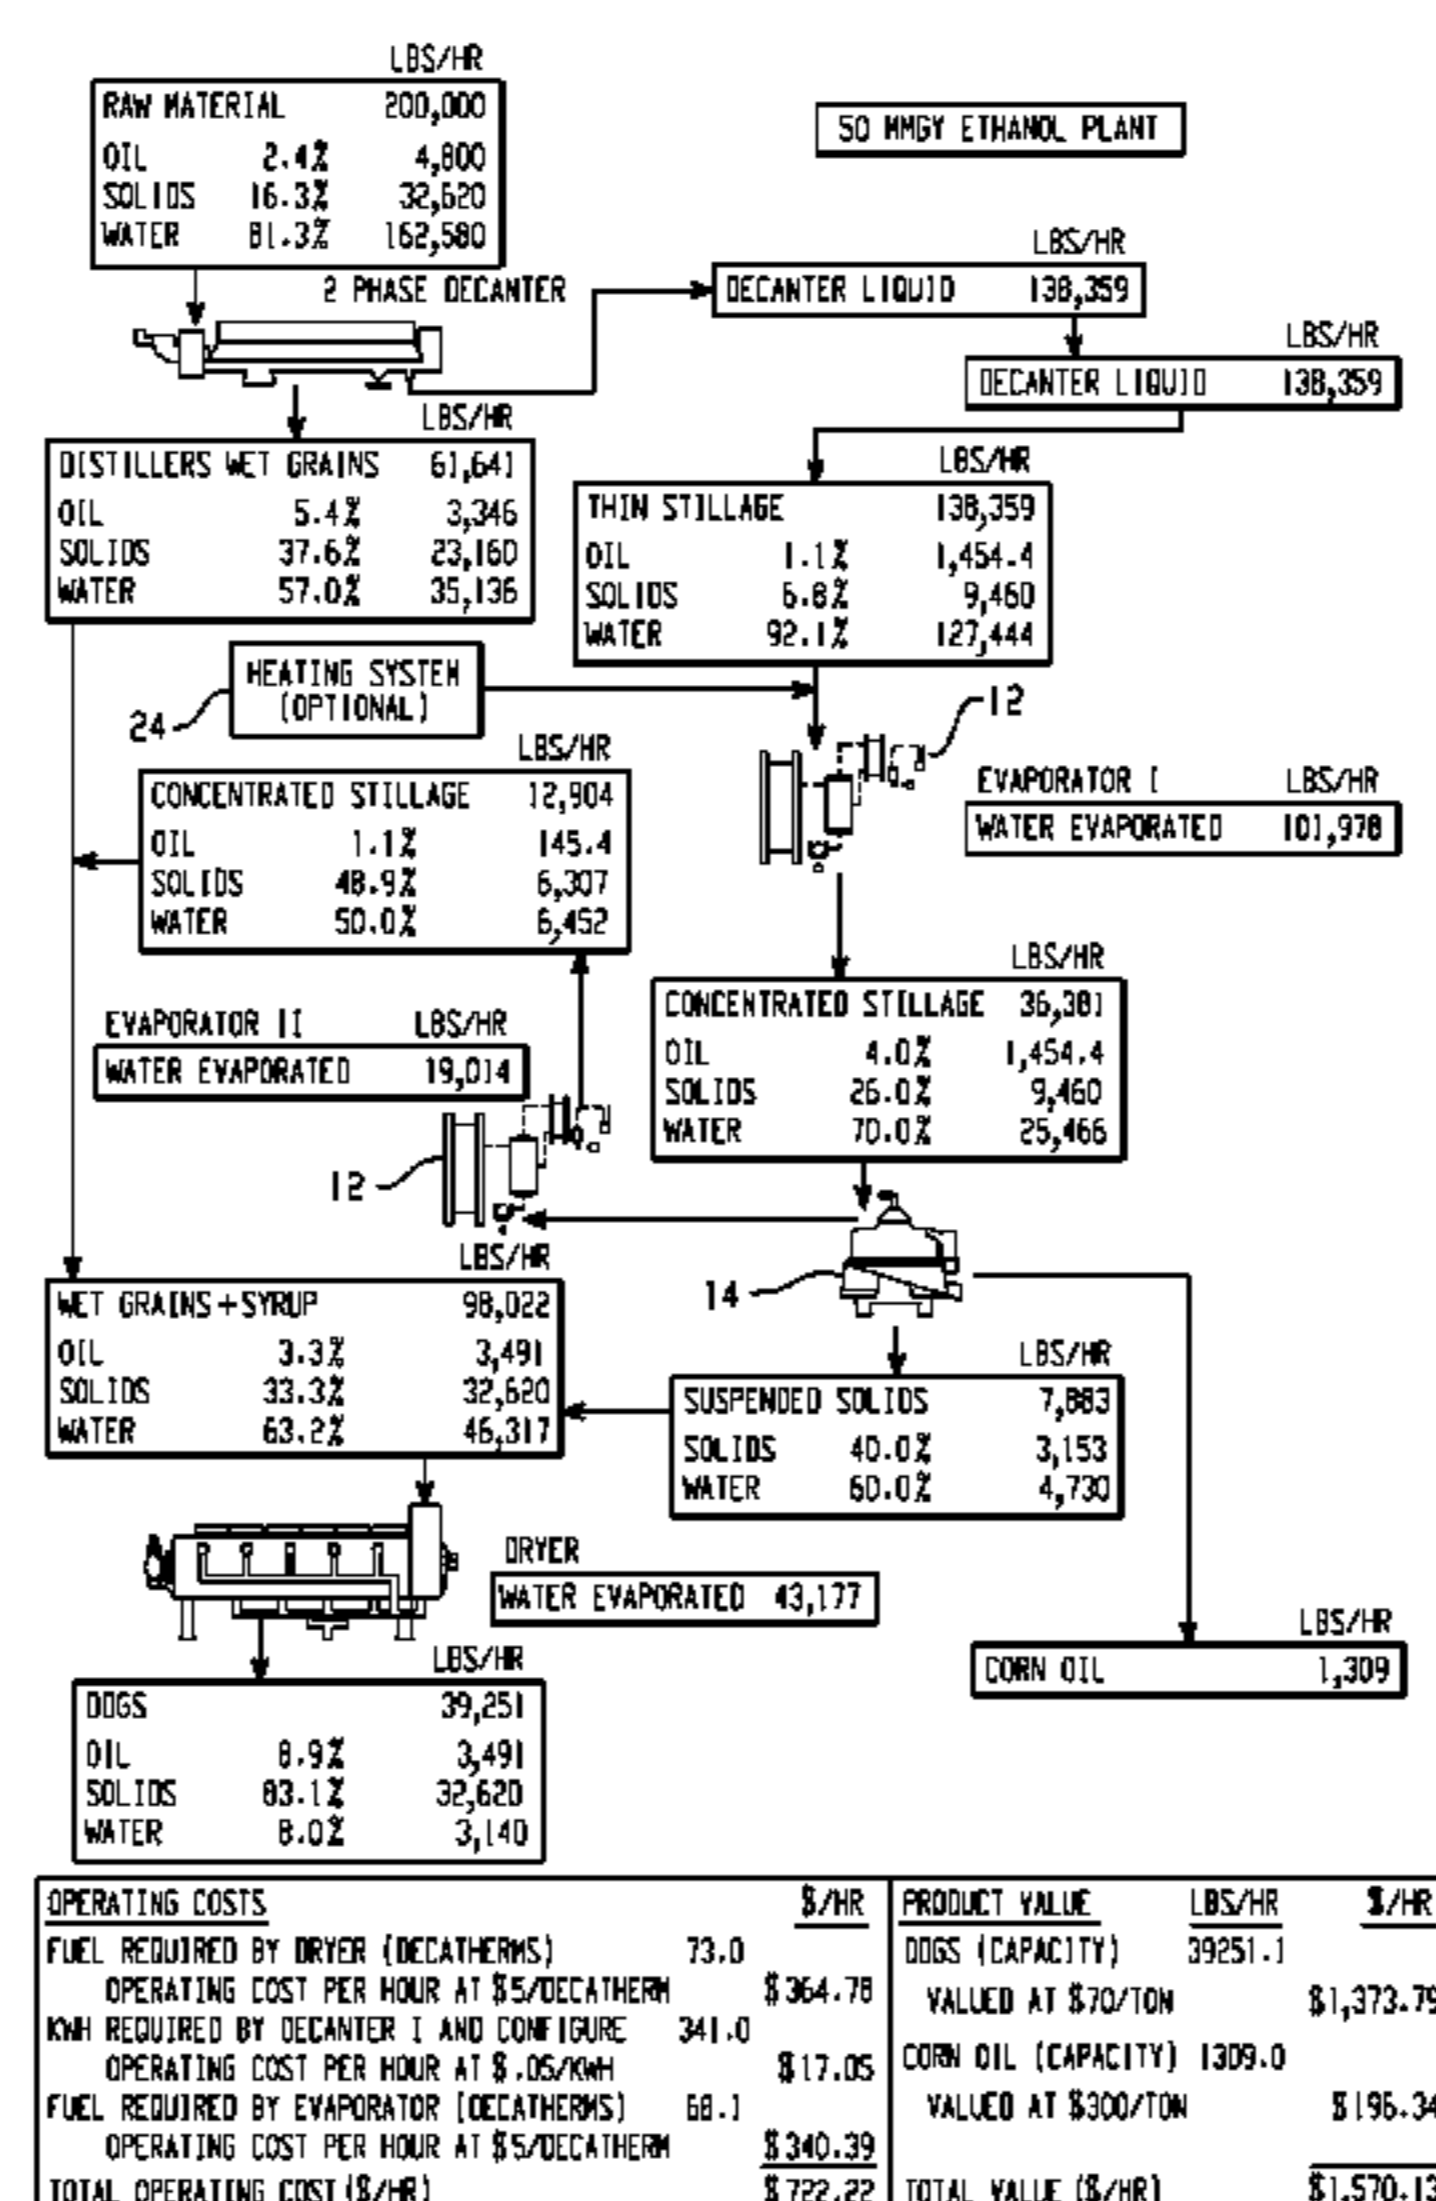 LBS/HR
RAW MATERIAL 200,000
OIL 2.4% 4,800
SOLIDS 16.3% 32,620
WATER 81.3% 162,580
50 MMGY ETHANOL PLANT
2 PHASE DECANTER
LBS/HR
DECANTER LIQUID 138,359
LBS/HR
DECANTER LIQUID 138,359
LBS/HR
DISTILLERS WET GRAINS 61,641
OIL 5.4% 3,346
SOLIDS 37.6% 23,160
WATER 57.0% 35,136
LBS/HR
THIN STILLAGE 138,359
OIL 1.1% 1,454.4
SOLIDS 6.8% 9,460
WATER 92.1% 127,444
HEATING SYSTEM
(OPTIONAL)
24
12
EVAPORATOR I LBS/HR
WATER EVAPORATED 101,978
LBS/HR
CONCENTRATED STILLAGE 12,904
OIL 1.1% 145.4
SOLIDS 48.9% 6,307
WATER 50.0% 6,452
LBS/HR
CONCENTRATED STILLAGE 36,381
OIL 4.0% 1,454.4
SOLIDS 26.0% 9,460
WATER 70.0% 25,466
EVAPORATOR II LBS/HR
WATER EVAPORATED 19,014
12
14
LBS/HR
WET GRAINS+SYRUP 98,022
OIL 3.3% 3,491
SOLIDS 33.3% 32,620
WATER 63.2% 46,317
LBS/HR
SUSPENDED SOLIDS 7,883
SOLIDS 40.0% 3,153
WATER 60.0% 4,730
DRYER
WATER EVAPORATED 43,177
LBS/HR
CORN OIL 1,309
LBS/HR
DDGS 39,251
OIL 8.9% 3,491
SOLIDS 83.1% 32,620
WATER 8.0% 3,140
OPERATING COSTS $/HR
FUEL REQUIRED BY DRYER (DECATHERMS) 73.0
OPERATING COST PER HOUR AT $5/DECATHERM $364.78
KWH REQUIRED BY DECANTER I AND CONFIGURE 341.0
OPERATING COST PER HOUR AT $.05/KWH $17.05
FUEL REQUIRED BY EVAPORATOR (DECATHERMS) 68.1
OPERATING COST PER HOUR AT $5/DECATHERM $340.39
TOTAL OPERATING COST ($/HR) $722.22
PRODUCT VALUE LBS/HR $/HR
DDGS (CAPACITY) 39251.1
VALUED AT $70/TON $1,373.79
CORN OIL (CAPACITY) 1309.0
VALUED AT $300/TON $196.34
TOTAL VALUE ($/HR) $1,570.13